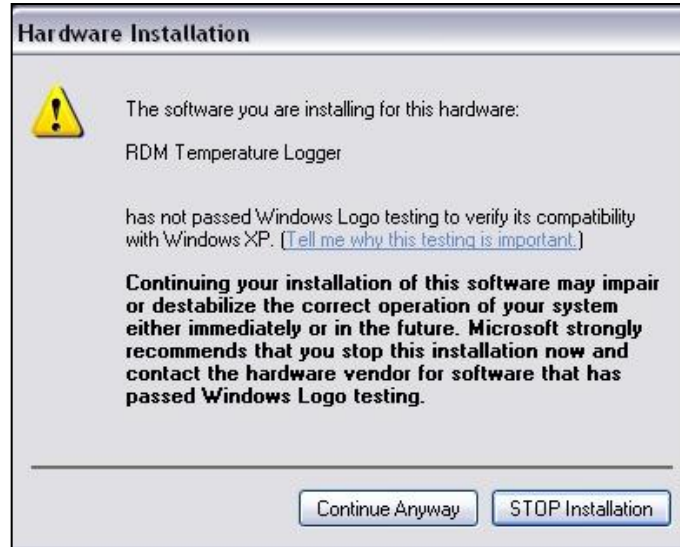 Hardware Installation
The software you are installing for this hardware:
RDM Temperature Logger
has not passed Windows Logo testing to verify its compatibility
with Windows XP. (Tell me why this testing is important.)
Continuing your installation of this software may impair
or destabilize the correct operation of your system
either immediately or in the future. Microsoft strongly
recommends that you stop this installation now and
contact the hardware vendor for software that has
passed Windows Logo testing.
Continue Anyway STOP Installation